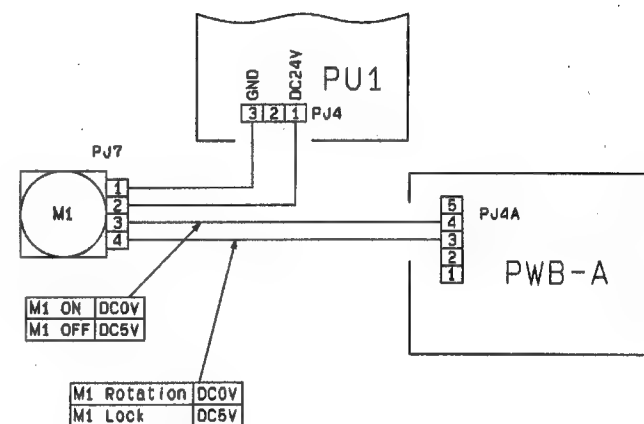 GND
DC24V
PU1
3 2 1 PJ4
PJ7
1
2
3
4
M1
5
4
3
2
1
PJ4A
PWB-A
M1 ON DC0V
M1 OFF DC5V
M1 Rotation DC0V
M1 Lock DC5V